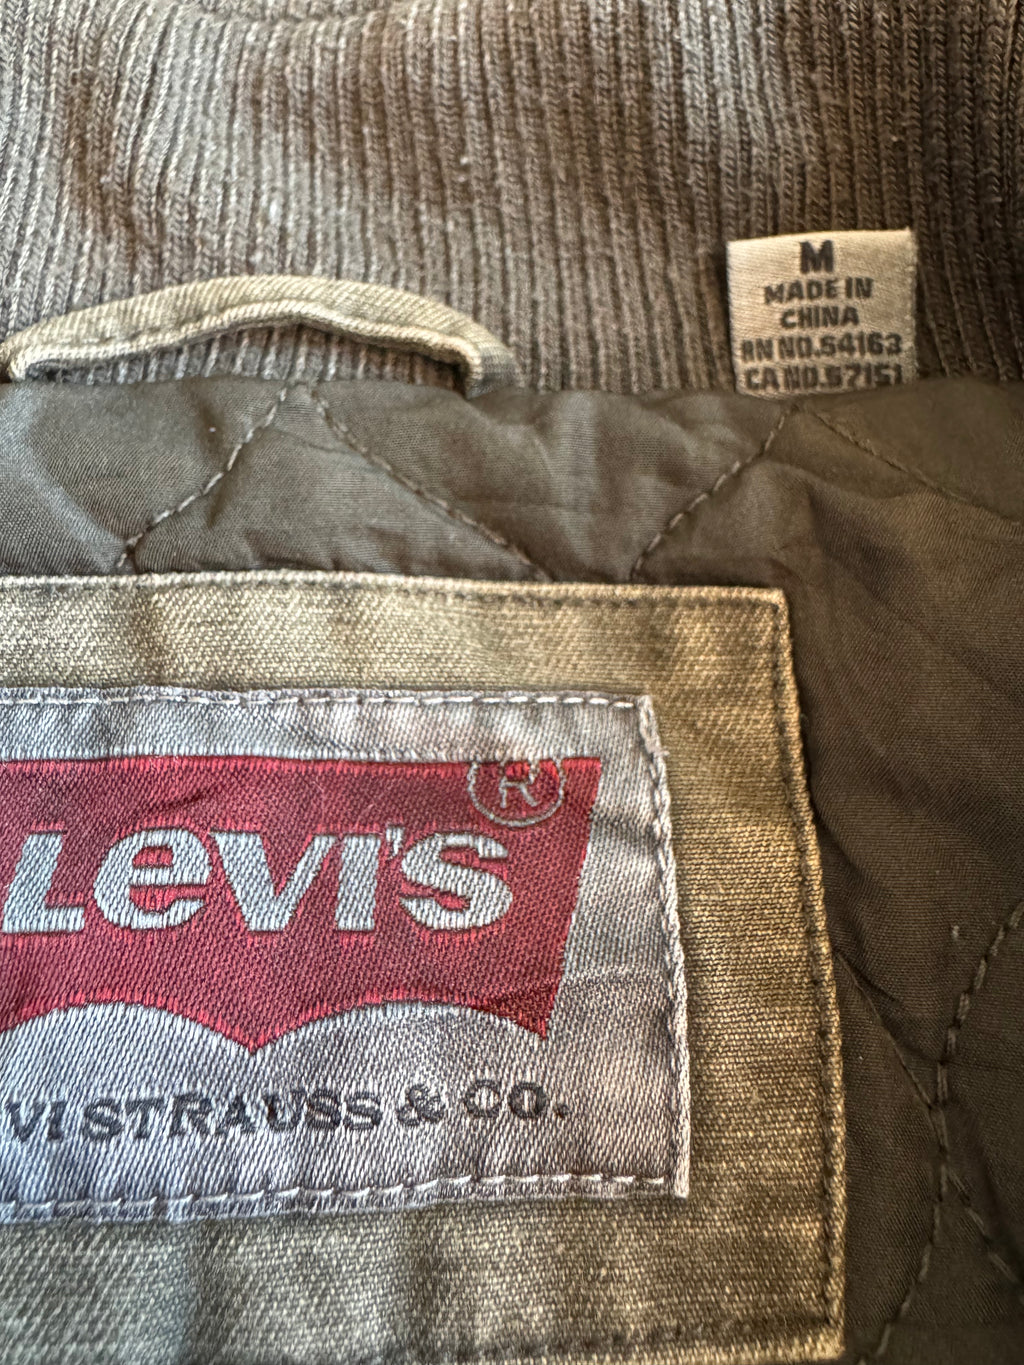 M
MADE IN
CHINA
RN NO.54163
CA NO.57151
Levi's ®
VI STRAUSS & CO.